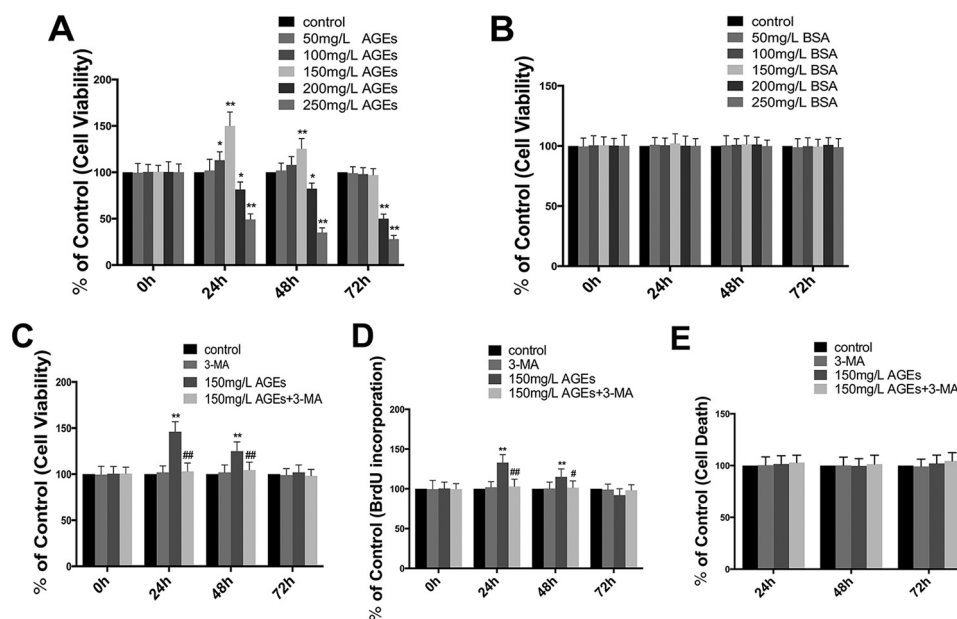 A
control
50mg/L AGEs
100mg/L AGEs
150mg/L AGEs
200mg/L AGEs
250mg/L AGEs
% of Control (Cell Viability)
200
150
100
50
0
* ** * **
** * **
** **
0h 24h 48h 72h
B
control
50mg/L BSA
100mg/L BSA
150mg/L BSA
200mg/L BSA
250mg/L BSA
% of Control (Cell Viability)
150
100
50
0
0h 24h 48h 72h
C
control
3-MA
150mg/L AGEs
150mg/L AGEs+3-MA
% of Control (Cell Viability)
200
150
100
50
0
** ##
** ##
0h 24h 48h 72h
D
control
3-MA
150mg/L AGEs
150mg/L AGEs+3-MA
% of Control (BrdU incorporation)
200
150
100
50
0
** ##
** #
0h 24h 48h 72h
E
control
3-MA
150mg/L AGEs
150mg/L AGEs+3-MA
% of Control (Cell Death)
150
100
50
0
24h 48h 72h